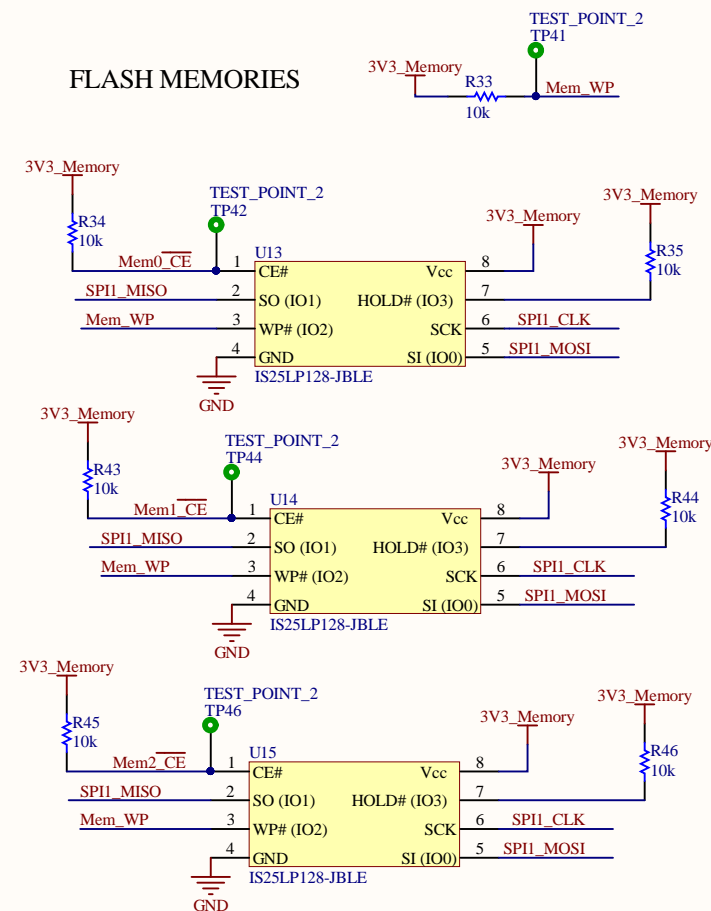 TEST_POINT_2
TP41
FLASH MEMORIES
3V3_Memory
R33
10k
Mem_WP
3V3_Memory
R34
10k
TEST_POINT_2
TP42
3V3_Memory
3V3_Memory
R35
10k
U13
Mem0_CE 1 CE# Vcc 8
SPI1_MISO 2 SO (IO1) HOLD# (IO3) 7
Mem_WP 3 WP# (IO2) SCK 6 SPI1_CLK
4 GND SI (IO0) 5 SPI1_MOSI
IS25LP128-JBLE
GND
3V3_Memory
R43
10k
TEST_POINT_2
TP44
3V3_Memory
3V3_Memory
R44
10k
U14
Mem1_CE 1 CE# Vcc 8
SPI1_MISO 2 SO (IO1) HOLD# (IO3) 7
Mem_WP 3 WP# (IO2) SCK 6 SPI1_CLK
4 GND SI (IO0) 5 SPI1_MOSI
IS25LP128-JBLE
GND
3V3_Memory
R45
10k
TEST_POINT_2
TP46
3V3_Memory
3V3_Memory
R46
10k
U15
Mem2_CE 1 CE# Vcc 8
SPI1_MISO 2 SO (IO1) HOLD# (IO3) 7
Mem_WP 3 WP# (IO2) SCK 6 SPI1_CLK
4 GND SI (IO0) 5 SPI1_MOSI
IS25LP128-JBLE
GND